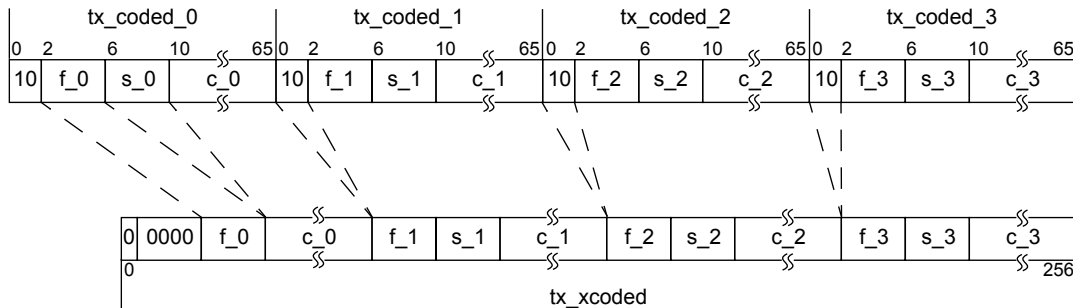 tx_coded_0 tx_coded_1 tx_coded_2 tx_coded_3
0 2 6 10 65 0 2 6 10 65 0 2 6 10 65 0 2 6 10 65
10 f_0 s_0 c_0 10 f_1 s_1 c_1 10 f_2 s_2 c_2 10 f_3 s_3 c_3
0 0000 f_0 c_0 f_1 s_1 c_1 f_2 s_2 c_2 f_3 s_3 c_3
0 256
tx_xcoded